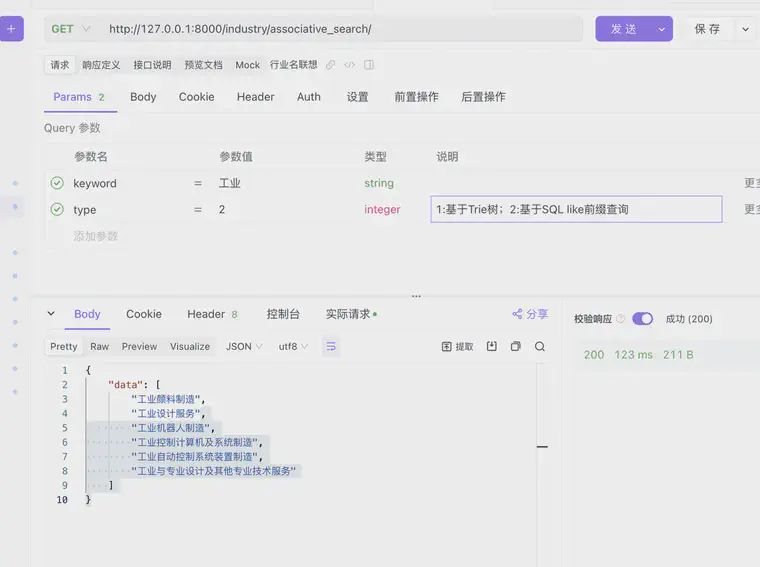 GET http://127.0.0.1:8000/industry/associative_search/ 发送 保存
请求 响应定义 接口说明 预览文档 Mock 行业名联想
Params 2 Body Cookie Header Auth 设置 前置操作 后置操作
Query 参数
参数名 参数值 类型 说明
keyword = 工业 string 更多
type = 2 integer 1:基于Trie树；2:基于SQL like前缀查询 更多
添加参数
Body Cookie Header 8 控制台 实际请求 分享
Pretty Raw Preview Visualize JSON utf8 提取
1 {
2 "data": [
3 "工业颜料制造",
4 "工业设计服务",
5 "工业机器人制造",
6 "工业控制计算机及系统制造",
7 "工业自动控制系统装置制造",
8 "工业与专业设计及其他专业技术服务"
9 ]
10 }
校验响应 成功 (200)
200 123 ms 211 B